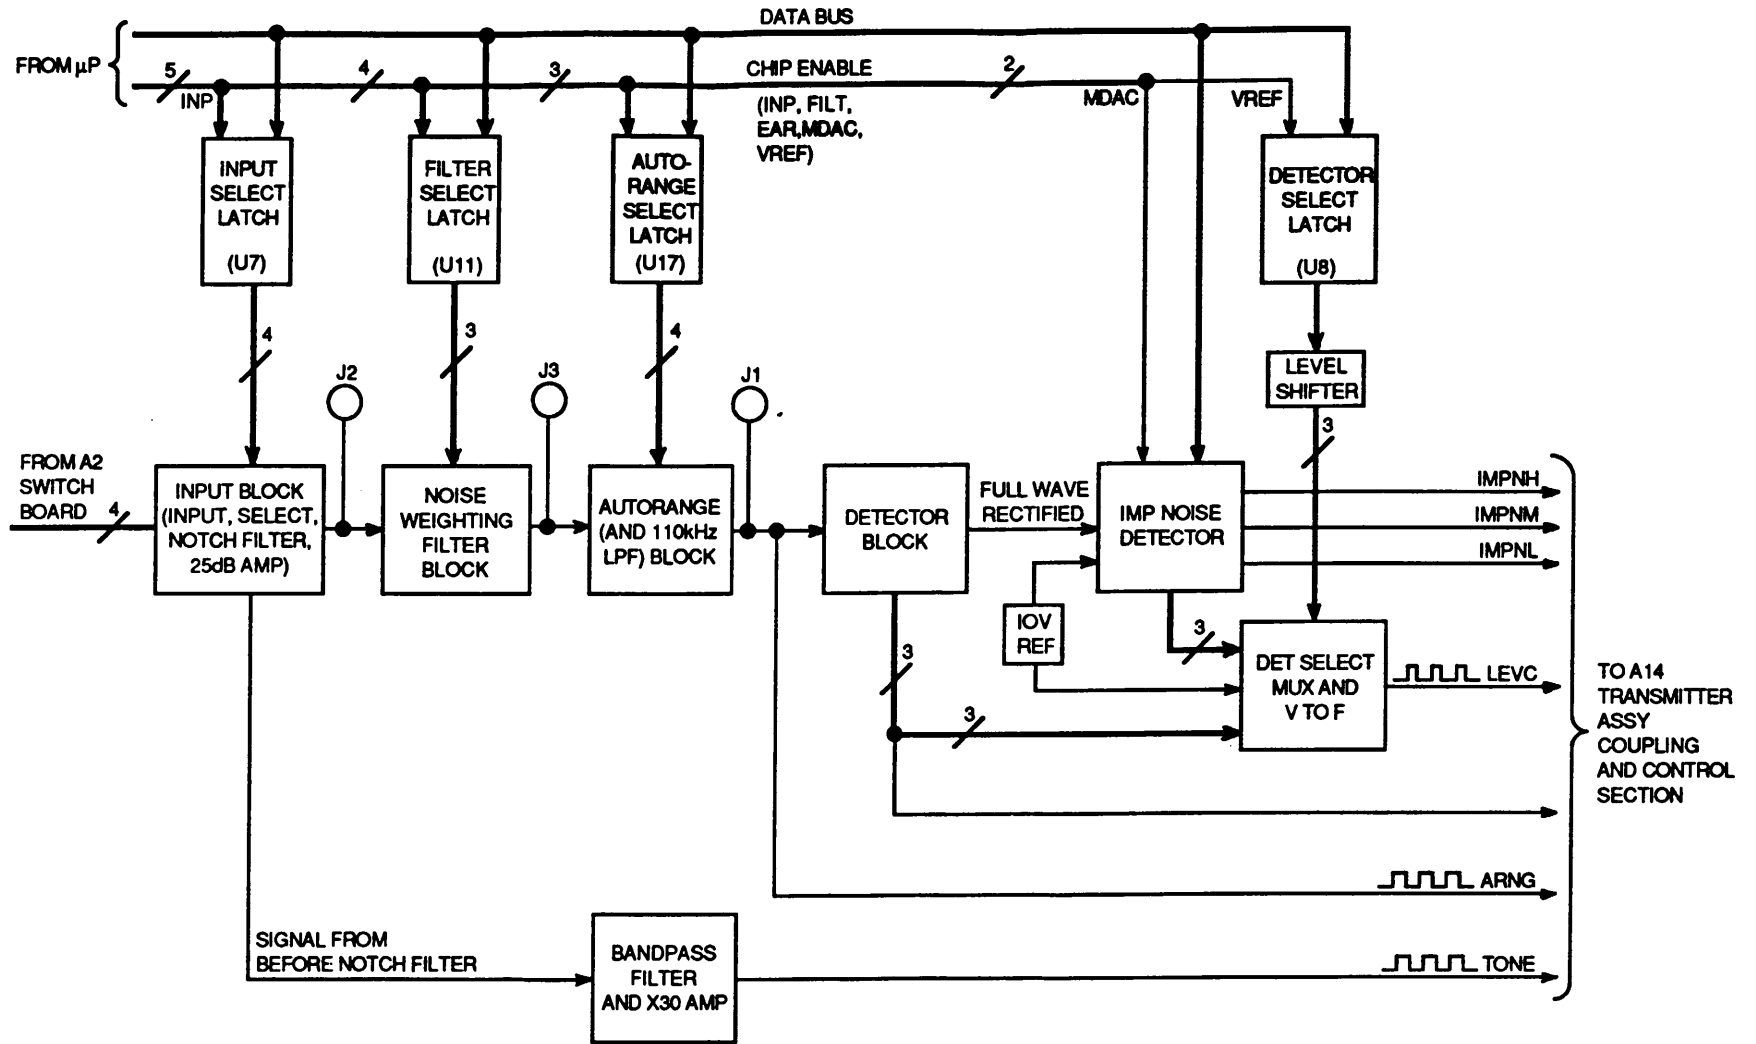 DATA BUS
FROM µP
5
INP
4
3
CHIP ENABLE
(INP, FILT,
EAR,MDAC,
VREF)
2
MDAC
VREF
INPUT
SELECT
LATCH
(U7)
FILTER
SELECT
LATCH
(U11)
AUTO-
RANGE
SELECT
LATCH
(U17)
DETECTOR
SELECT
LATCH
(U8)
4
3
4
LEVEL
SHIFTER
3
J2
J3
J1
FROM A2
SWITCH
BOARD
4
INPUT BLOCK
(INPUT, SELECT,
NOTCH FILTER,
25dB AMP)
NOISE
WEIGHTING
FILTER
BLOCK
AUTORANGE
(AND 110kHz
LPF) BLOCK
DETECTOR
BLOCK
FULL WAVE
RECTIFIED
IMP NOISE
DETECTOR
IMPNH
IMPNM
IMPNL
IOV
REF
3
3
3
DET SELECT
MUX AND
V TO F
LEVC
TO A14
TRANSMITTER
ASSY
COUPLING
AND CONTROL
SECTION
ARNG
SIGNAL FROM
BEFORE NOTCH FILTER
BANDPASS
FILTER
AND X30 AMP
TONE